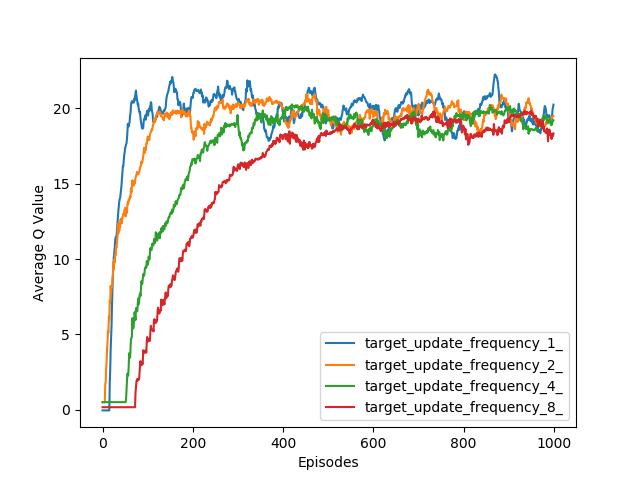 20
15
10
5
0
0
200
400
600
800
1000
Average Q Value
Episodes
target_update_frequency_1_
target_update_frequency_2_
target_update_frequency_4_
target_update_frequency_8_